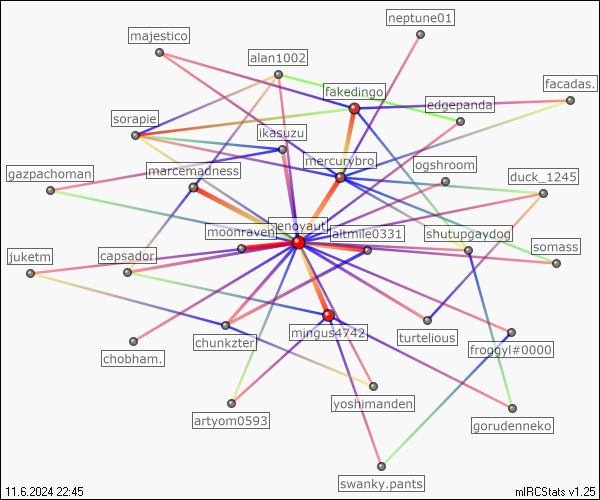 neptune01
majestico
alan1002
fakedingo
facadas.
edgepanda
sorapie
ikasuzu
mercurybro
ogshroom
gazpachoman
marcemadness
duck_1245
xenoyaut
moonraven
altmile0331
shutupgaydog
somass
juketm
capsador
chunkzter
mingus4742
turtelious
froggyl#0000
chobham.
yoshimanden
artyom0593
gorudenneko
swanky.pants
11.6.2024 22:45
mIRCStats v1.25